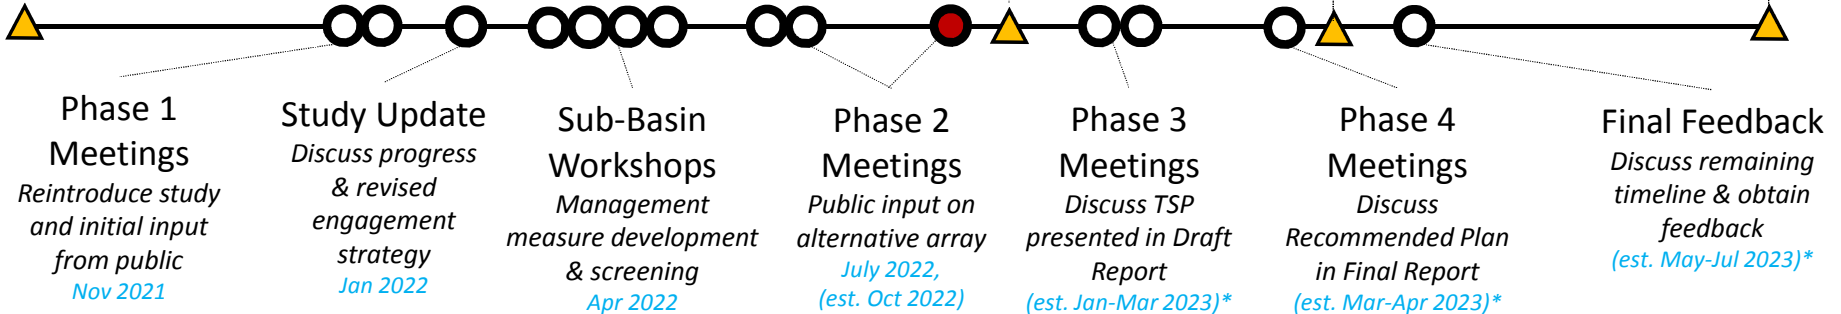 Phase 1
Meetings
Reintroduce study
and initial input
from public
Nov 2021
Study Update
Discuss progress
& revised
engagement
strategy
Jan 2022
Sub-Basin
Workshops
Management
measure development
& screening
Apr 2022
Phase 2
Meetings
Public input on
alternative array
July 2022,
(est. Oct 2022)
Phase 3
Meetings
Discuss TSP
presented in Draft
Report
(est. Jan-Mar 2023)*
Phase 4
Meetings
Discuss
Recommended Plan
in Final Report
(est. Mar-Apr 2023)*
Final Feedback
Discuss remaining
timeline & obtain
feedback
(est. May-Jul 2023)*